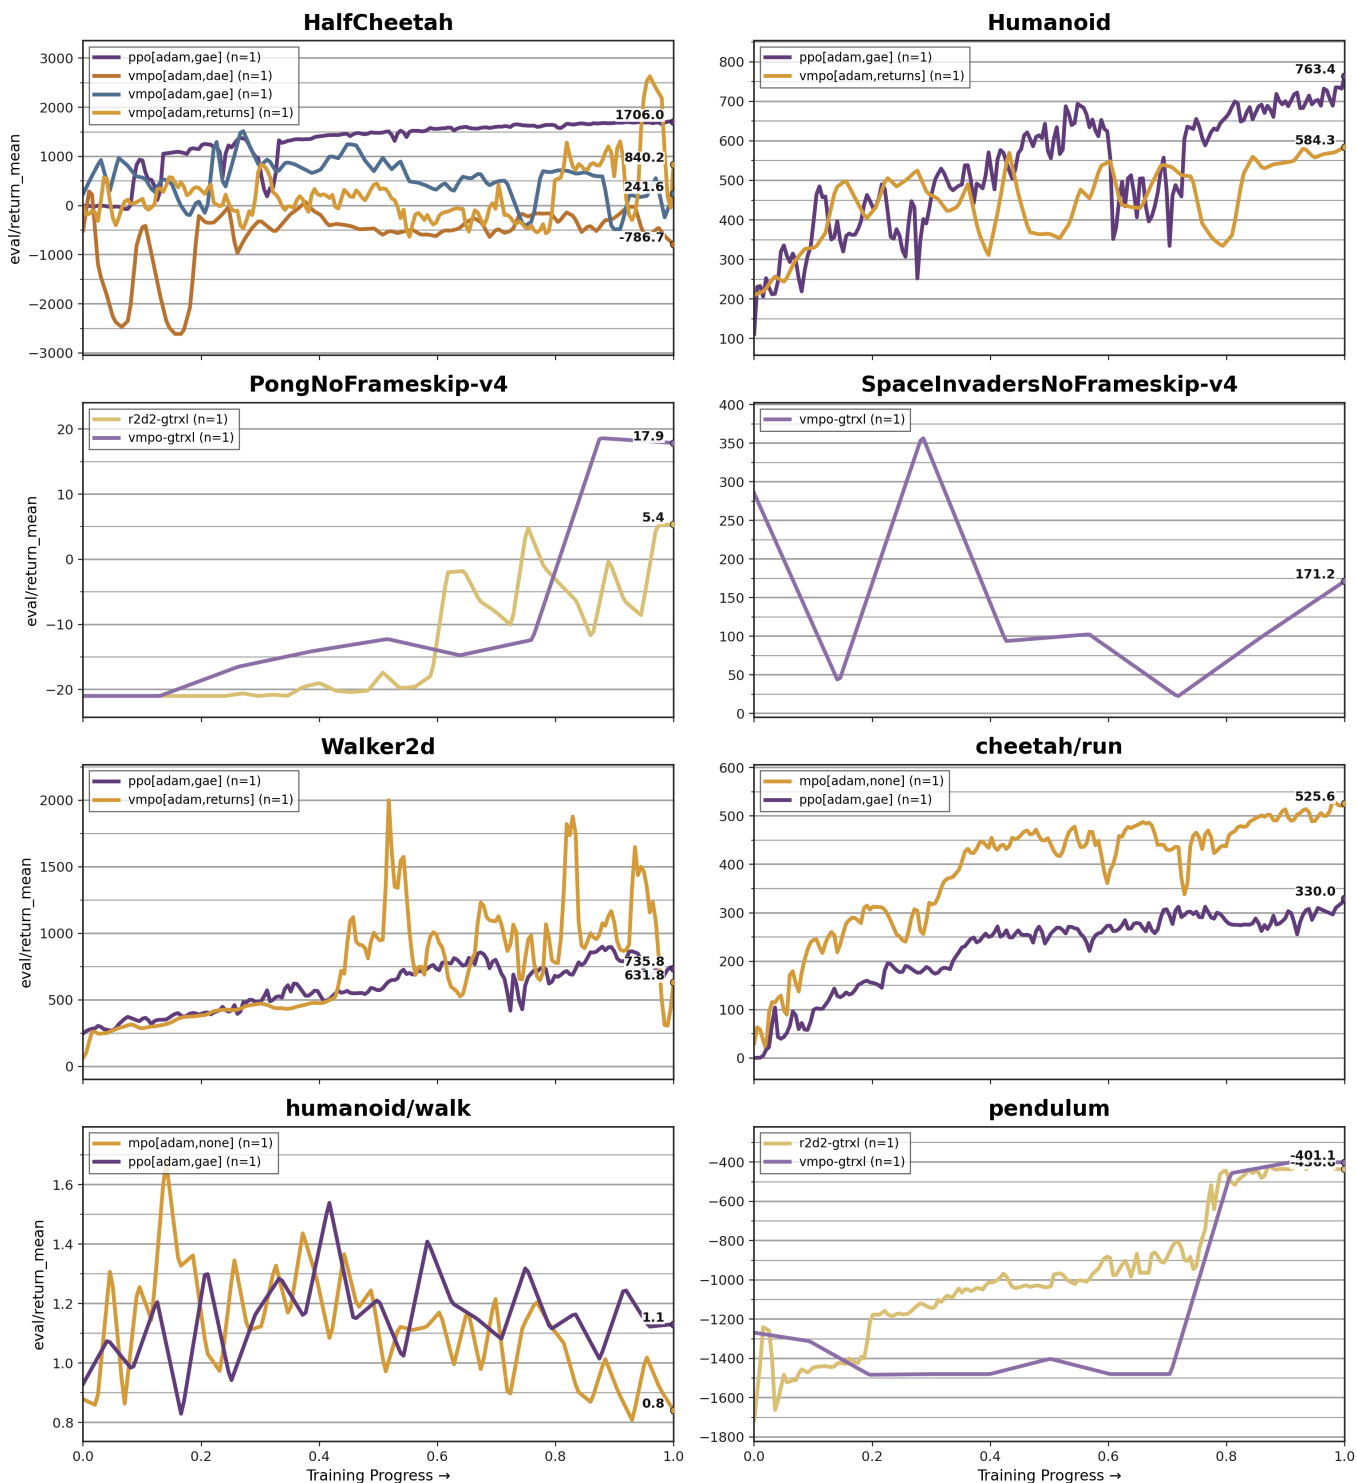 HalfCheetah
ppo[adam,gae] (n=1)
vmpo[adam,dae] (n=1)
vmpo[adam,gae] (n=1)
vmpo[adam,returns] (n=1)
3000
2000
1000
0
−1000
−2000
−3000
eval/return_mean
1706.0
840.2
241.6
-786.7
Humanoid
ppo[adam,gae] (n=1)
vmpo[adam,returns] (n=1)
800
700
600
500
400
300
200
100
763.4
584.3
PongNoFrameskip-v4
r2d2-gtrxl (n=1)
vmpo-gtrxl (n=1)
20
10
0
−10
−20
eval/return_mean
17.9
5.4
SpaceInvadersNoFrameskip-v4
vmpo-gtrxl (n=1)
400
350
300
250
200
150
100
50
0
171.2
Walker2d
ppo[adam,gae] (n=1)
vmpo[adam,returns] (n=1)
2000
1500
1000
500
0
eval/return_mean
735.8
631.8
cheetah/run
mpo[adam,none] (n=1)
ppo[adam,gae] (n=1)
600
500
400
300
200
100
0
525.6
330.0
humanoid/walk
mpo[adam,none] (n=1)
ppo[adam,gae] (n=1)
1.6
1.4
1.2
1.0
0.8
eval/return_mean
1.1
0.8
0.0
0.2
0.4
0.6
0.8
1.0
Training Progress →
pendulum
r2d2-gtrxl (n=1)
vmpo-gtrxl (n=1)
−400
−600
−800
−1000
−1200
−1400
−1600
−1800
-401.1
0.0
0.2
0.4
0.6
0.8
1.0
Training Progress →